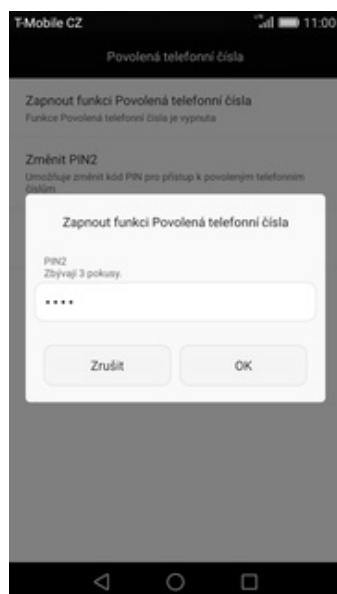 T-Mobile CZ 11:00
Povolená telefonní čísla
Zapnout funkci Povolená telefonní čísla
Funkce Povolená telefonní čísla je vypnuta
Změnit PIN2
Umožňuje změnit kód PIN pro přístup k povoleným telefonním
číslům
Zapnout funkci Povolená telefonní čísla
PIN2
Zbývají 3 pokusy.
••••
Zrušit OK